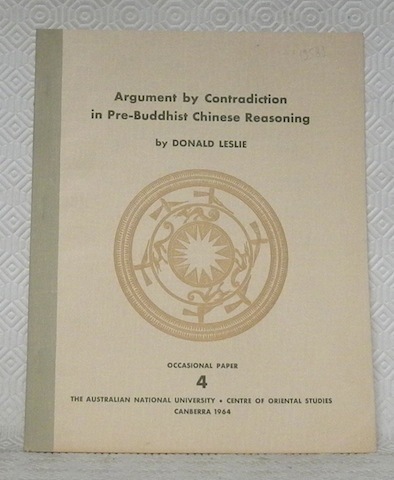 Argument by Contradiction
in Pre-Buddhist Chinese Reasoning
by DONALD LESLIE
OCCASIONAL PAPER
4
THE AUSTRALIAN NATIONAL UNIVERSITY • CENTRE OF ORIENTAL STUDIES
CANBERRA 1964